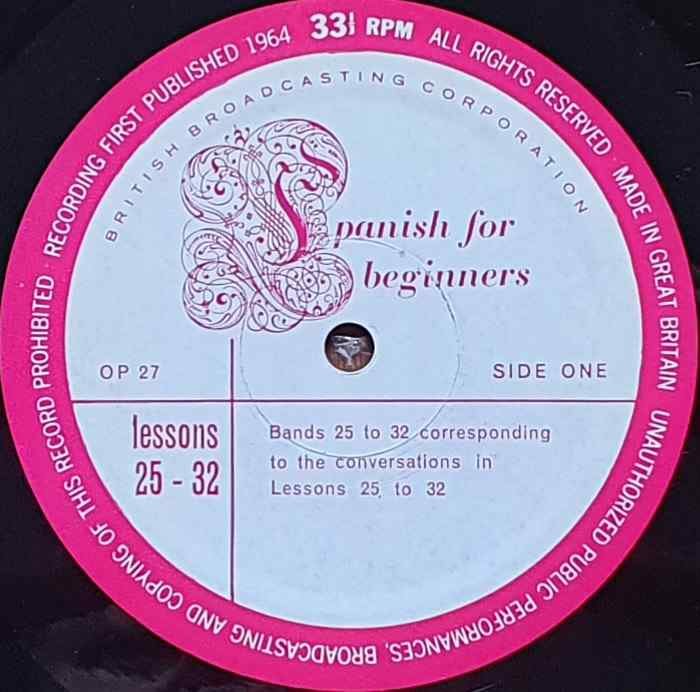 RECORDING FIRST PUBLISHED 1964 33⅓ RPM ALL RIGHTS RESERVED · MADE IN GREAT BRITAIN UNAUTHORIZED PUBLIC PERFORMANCES, BROADCASTING AND COPYING OF THIS RECORD PROHIBITED ·
BRITISH BROADCASTING CORPORATION
Spanish for
beginners
OP 27
SIDE ONE
lessons
25 - 32
Bands 25 to 32 corresponding
to the conversations in
Lessons 25, to 32